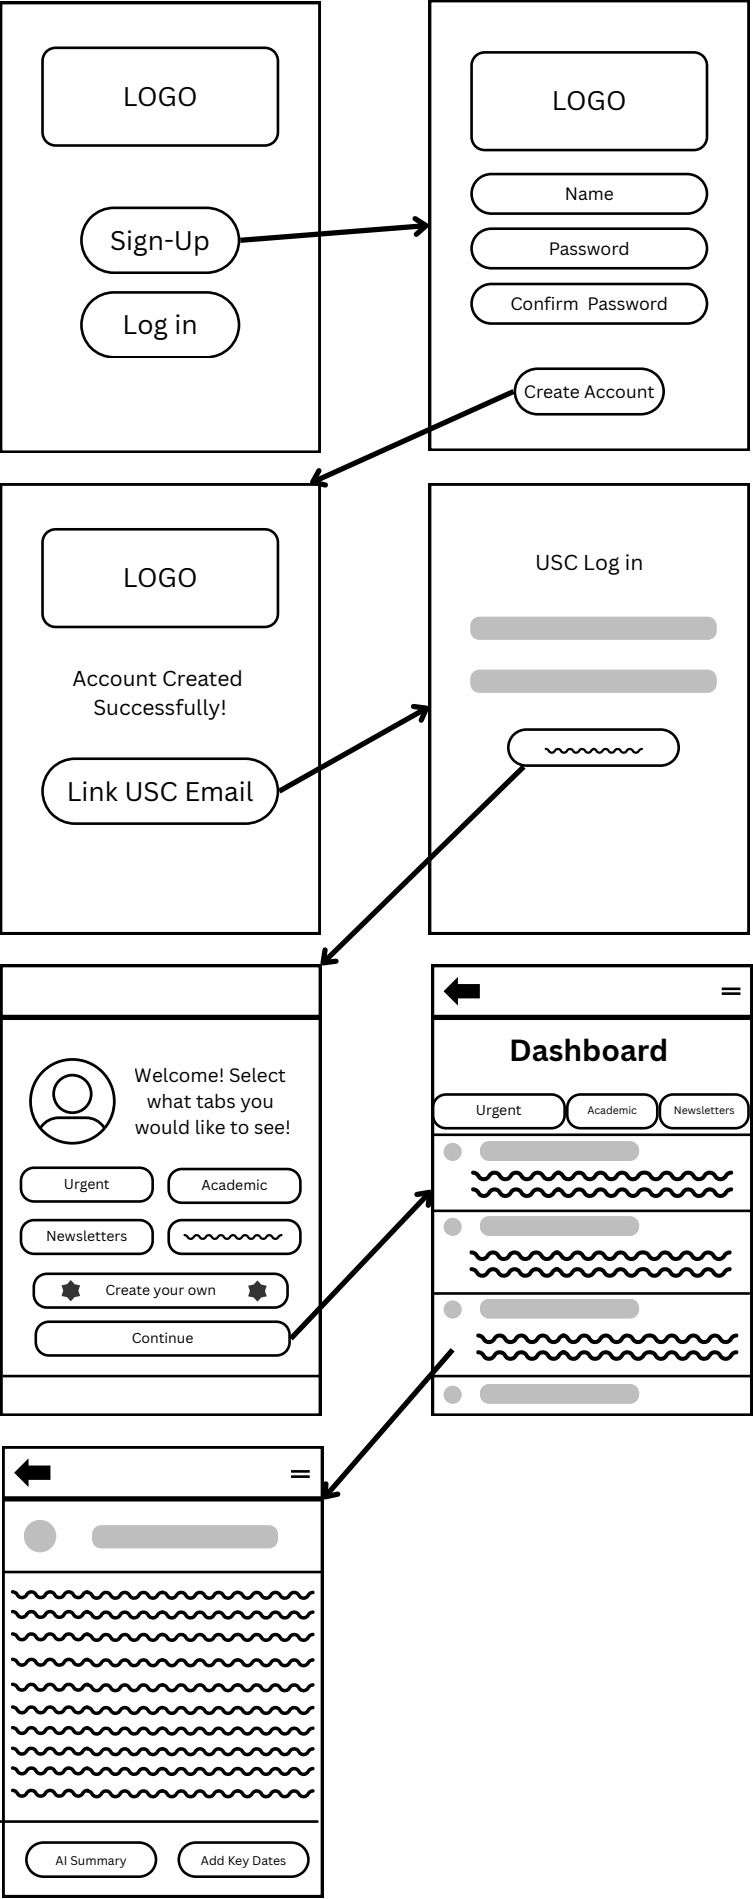 LOGO
Sign-Up
Log in
LOGO
Name
Password
Confirm  Password
Create Account
LOGO
Account Created
Successfully!
Link USC Email
USC Log in
Welcome! Select
what tabs you
would like to see!
Urgent
Academic
Newsletters
Create your own
Continue
Dashboard
Urgent
Academic
Newsletters
AI Summary
Add Key Dates